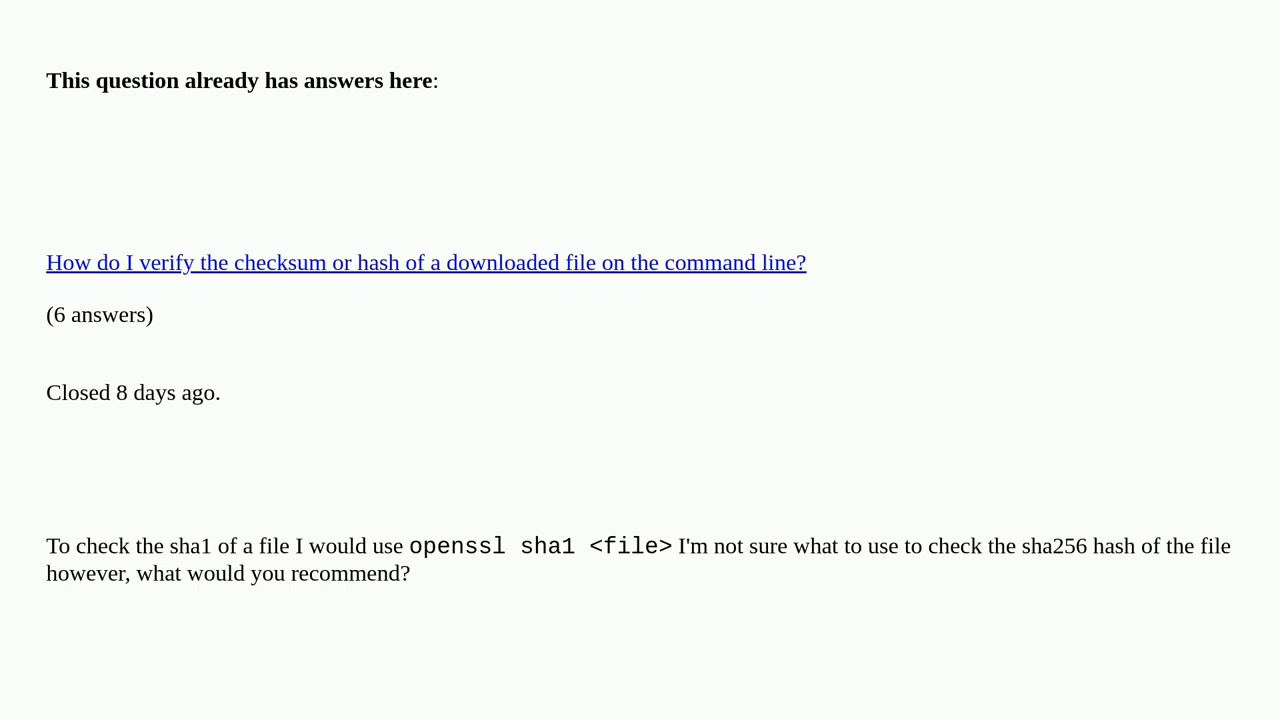 This question already has answers here:
How do I verify the checksum or hash of a downloaded file on the command line?
(6 answers)
Closed 8 days ago.
To check the sha1 of a file I would use openssl sha1 <file> I'm not sure what to use to check the sha256 hash of the file
however, what would you recommend?